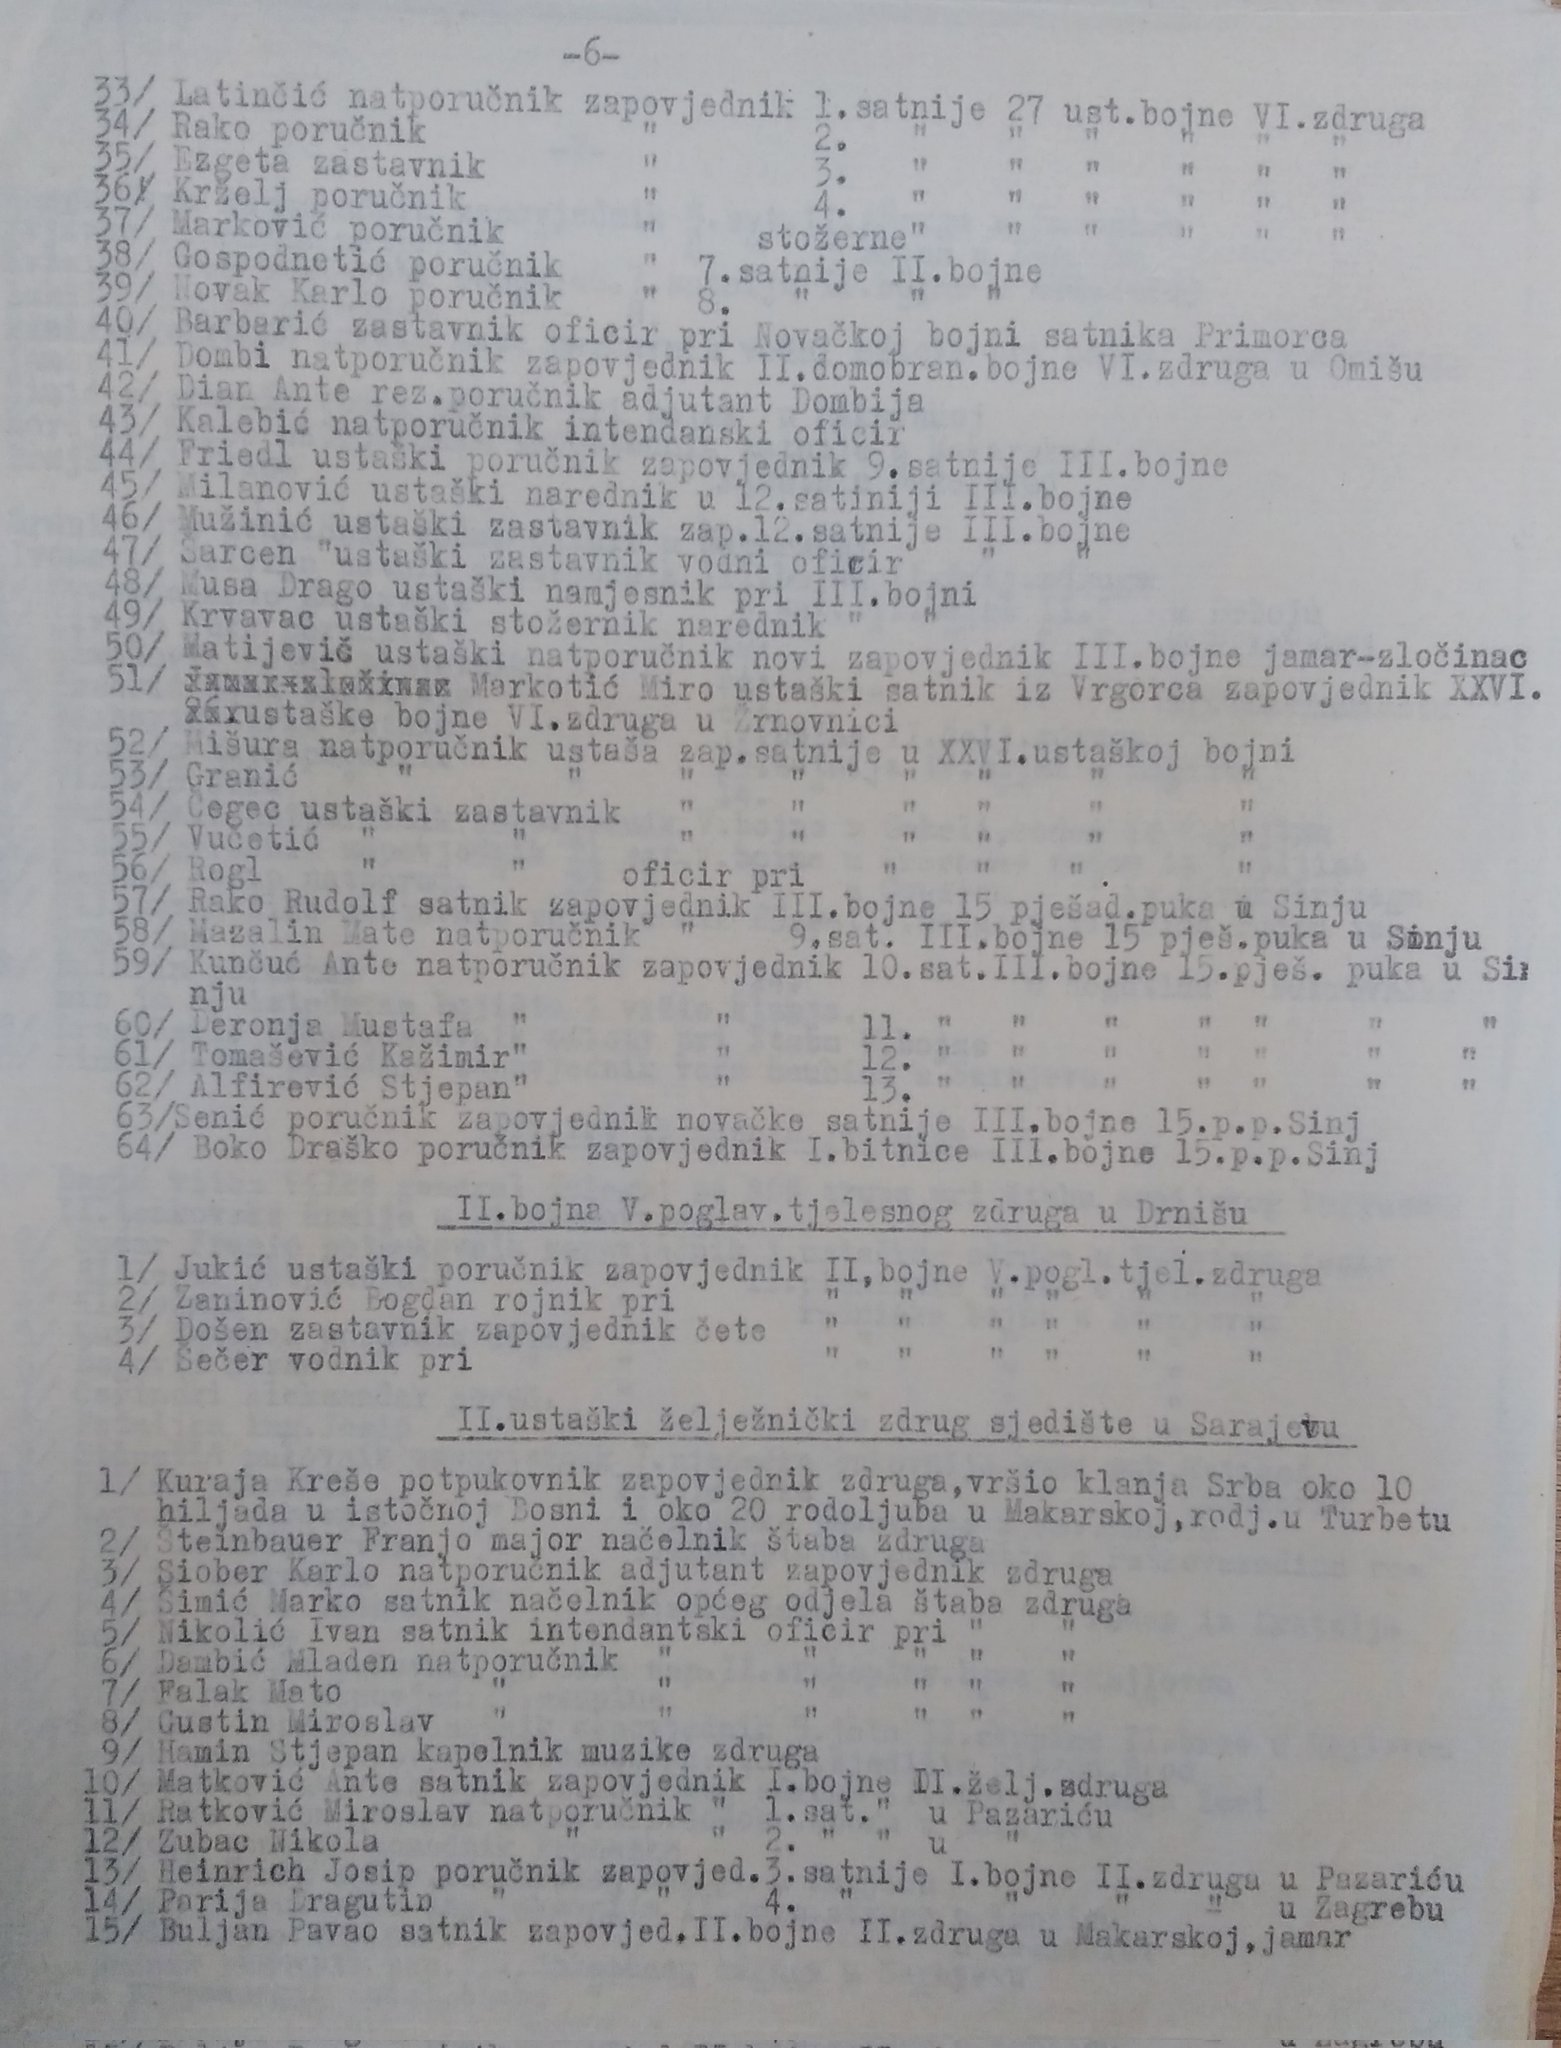 -6-
33/ Latinčić natporučnik zapovjednik 1.satnije 27 ust.bojne VI.zdruga
34/ Rako poručnik " 2. " " " " " "
35/ Ezgeta zastavnik " 3. " " " " " "
36/ Krželj poručnik " 4. " " " " " "
37/ Marković poručnik " stožerne" " " " " "
38/ Gospodnetić poručnik " 7.satnije II.bojne
39/ Novak Karlo poručnik " 8. " " "
40/ Barbarić zastavnik oficir pri Novačkoj bojni satnika Primorca
41/ Dombi natporučnik zapovjednik II.domobran.bojne VI.zdruga u Omišu
42/ Dian Ante rez.poručnik adjutant Dombija
43/ Kalebić natporučnik intendanski oficir
44/ Friedl ustaški poručnik zapovjednik 9.satnije III.bojne
45/ Milanović ustaški narednik u 12.satiniji III.bojne
46/ Mužinić ustaški zastavnik zap.12.satnije III.bojne
47/ Šarcen "ustaški zastavnik vodni oficir " "
48/ Musa Drago ustaški namjesnik pri III.bojni
49/ Krvavac ustaški stožernik narednik " "
50/ Matijevič ustaški natporučnik novi zapovjednik III.bojne jamar-zločinac
51/ Markotić Miro ustaški satnik iz Vrgorca zapovjednik XXVI.
ustaške bojne VI.zdruga u Žrnovnici
52/ Mišura natporučnik ustaša zap.satnije u XXVI.ustaškoj bojni
53/ Granić " " " " " " " "
54/ Čegec ustaški zastavnik " " " " " "
55/ Vučetić " " " " " " " "
56/ Rogl " " oficir pri " " " . "
57/ Rako Rudolf satnik zapovjednik III.bojne 15 pješad.puka u Sinju
58/ Mazalin Mate natporučnik " 9.sat. III.bojne 15 pješ.puka u Sinju
59/ Kunčuć Ante natporučnik zapovjednik 10.sat.III.bojne 15.pješ. puka u Si
nju
60/ Deronja Mustafa " " 11. " " " " " " "
61/ Tomašević Kažimir" " 12. " " " " " " "
62/ Alfirević Stjepan" " 13. " " " " " " "
63/Senić poručnik zapovjednik novačke satnije III.bojne 15.p.p.Sinj
64/ Boko Draško poručnik zapovjednik I.bitnice III.bojne 15.p.p.Sinj
II.bojna V.poglav.tjelesnog zdruga u Drnišu
1/ Jukić ustaški poručnik zapovjednik II,bojne V.pogl.tjel.zdruga
2/ Zaninović Bogdan rojnik pri " " " " " "
3/ Došen zastavnik zapovjednik čete " " " " " "
4/ Šečer vodnik pri " " " " " "
II.ustaški želježnički zdrug sjedište u Sarajevu
1/ Kuraja Kreše potpukovnik zapovjednik zdruga,vršio klanja Srba oko 10
hiljada u istočnoj Bosni i oko 20 rodoljuba u Makarskoj,rodj.u Turbetu
2/ Steinbauer Franjo major načelnik štaba zdruga
3/ Siober Karlo natporučnik adjutant zapovjednik zdruga
4/ Šimić Marko satnik načelnik općeg odjela štaba zdruga
5/ Nikolić Ivan satnik intendantski oficir pri " "
6/ Dambić Mladen natporučnik " " " " "
7/ Falak Mato " " " " " "
8/ Gustin Miroslav " " " " " "
9/ Hamin Stjepan kapelnik muzike zdruga
10/ Matković Ante satnik zapovjednik I.bojne II.želj.zdruga
11/ Ratković Miroslav natporučnik " 1.sat." u Pazariću
12/ Zubac Nikola " " 2. " " u "
13/ Heinrich Josip poručnik zapovjed.3.satnije I.bojne II.zdruga u Pazariću
14/ Parija Dragutin " " 4. " " " " u Zagrebu
15/ Buljan Pavao satnik zapovjed.II.bojne II.zdruga u Makarskoj,jamar